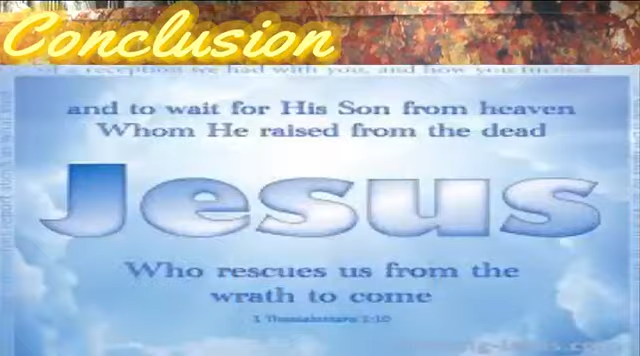 Conclusion
of a reception we had with you, and how you turned
and to wait for His Son from heaven
Whom He raised from the dead
Jesus
Who rescues us from the
wrath to come
1 Thessalonians 1:10